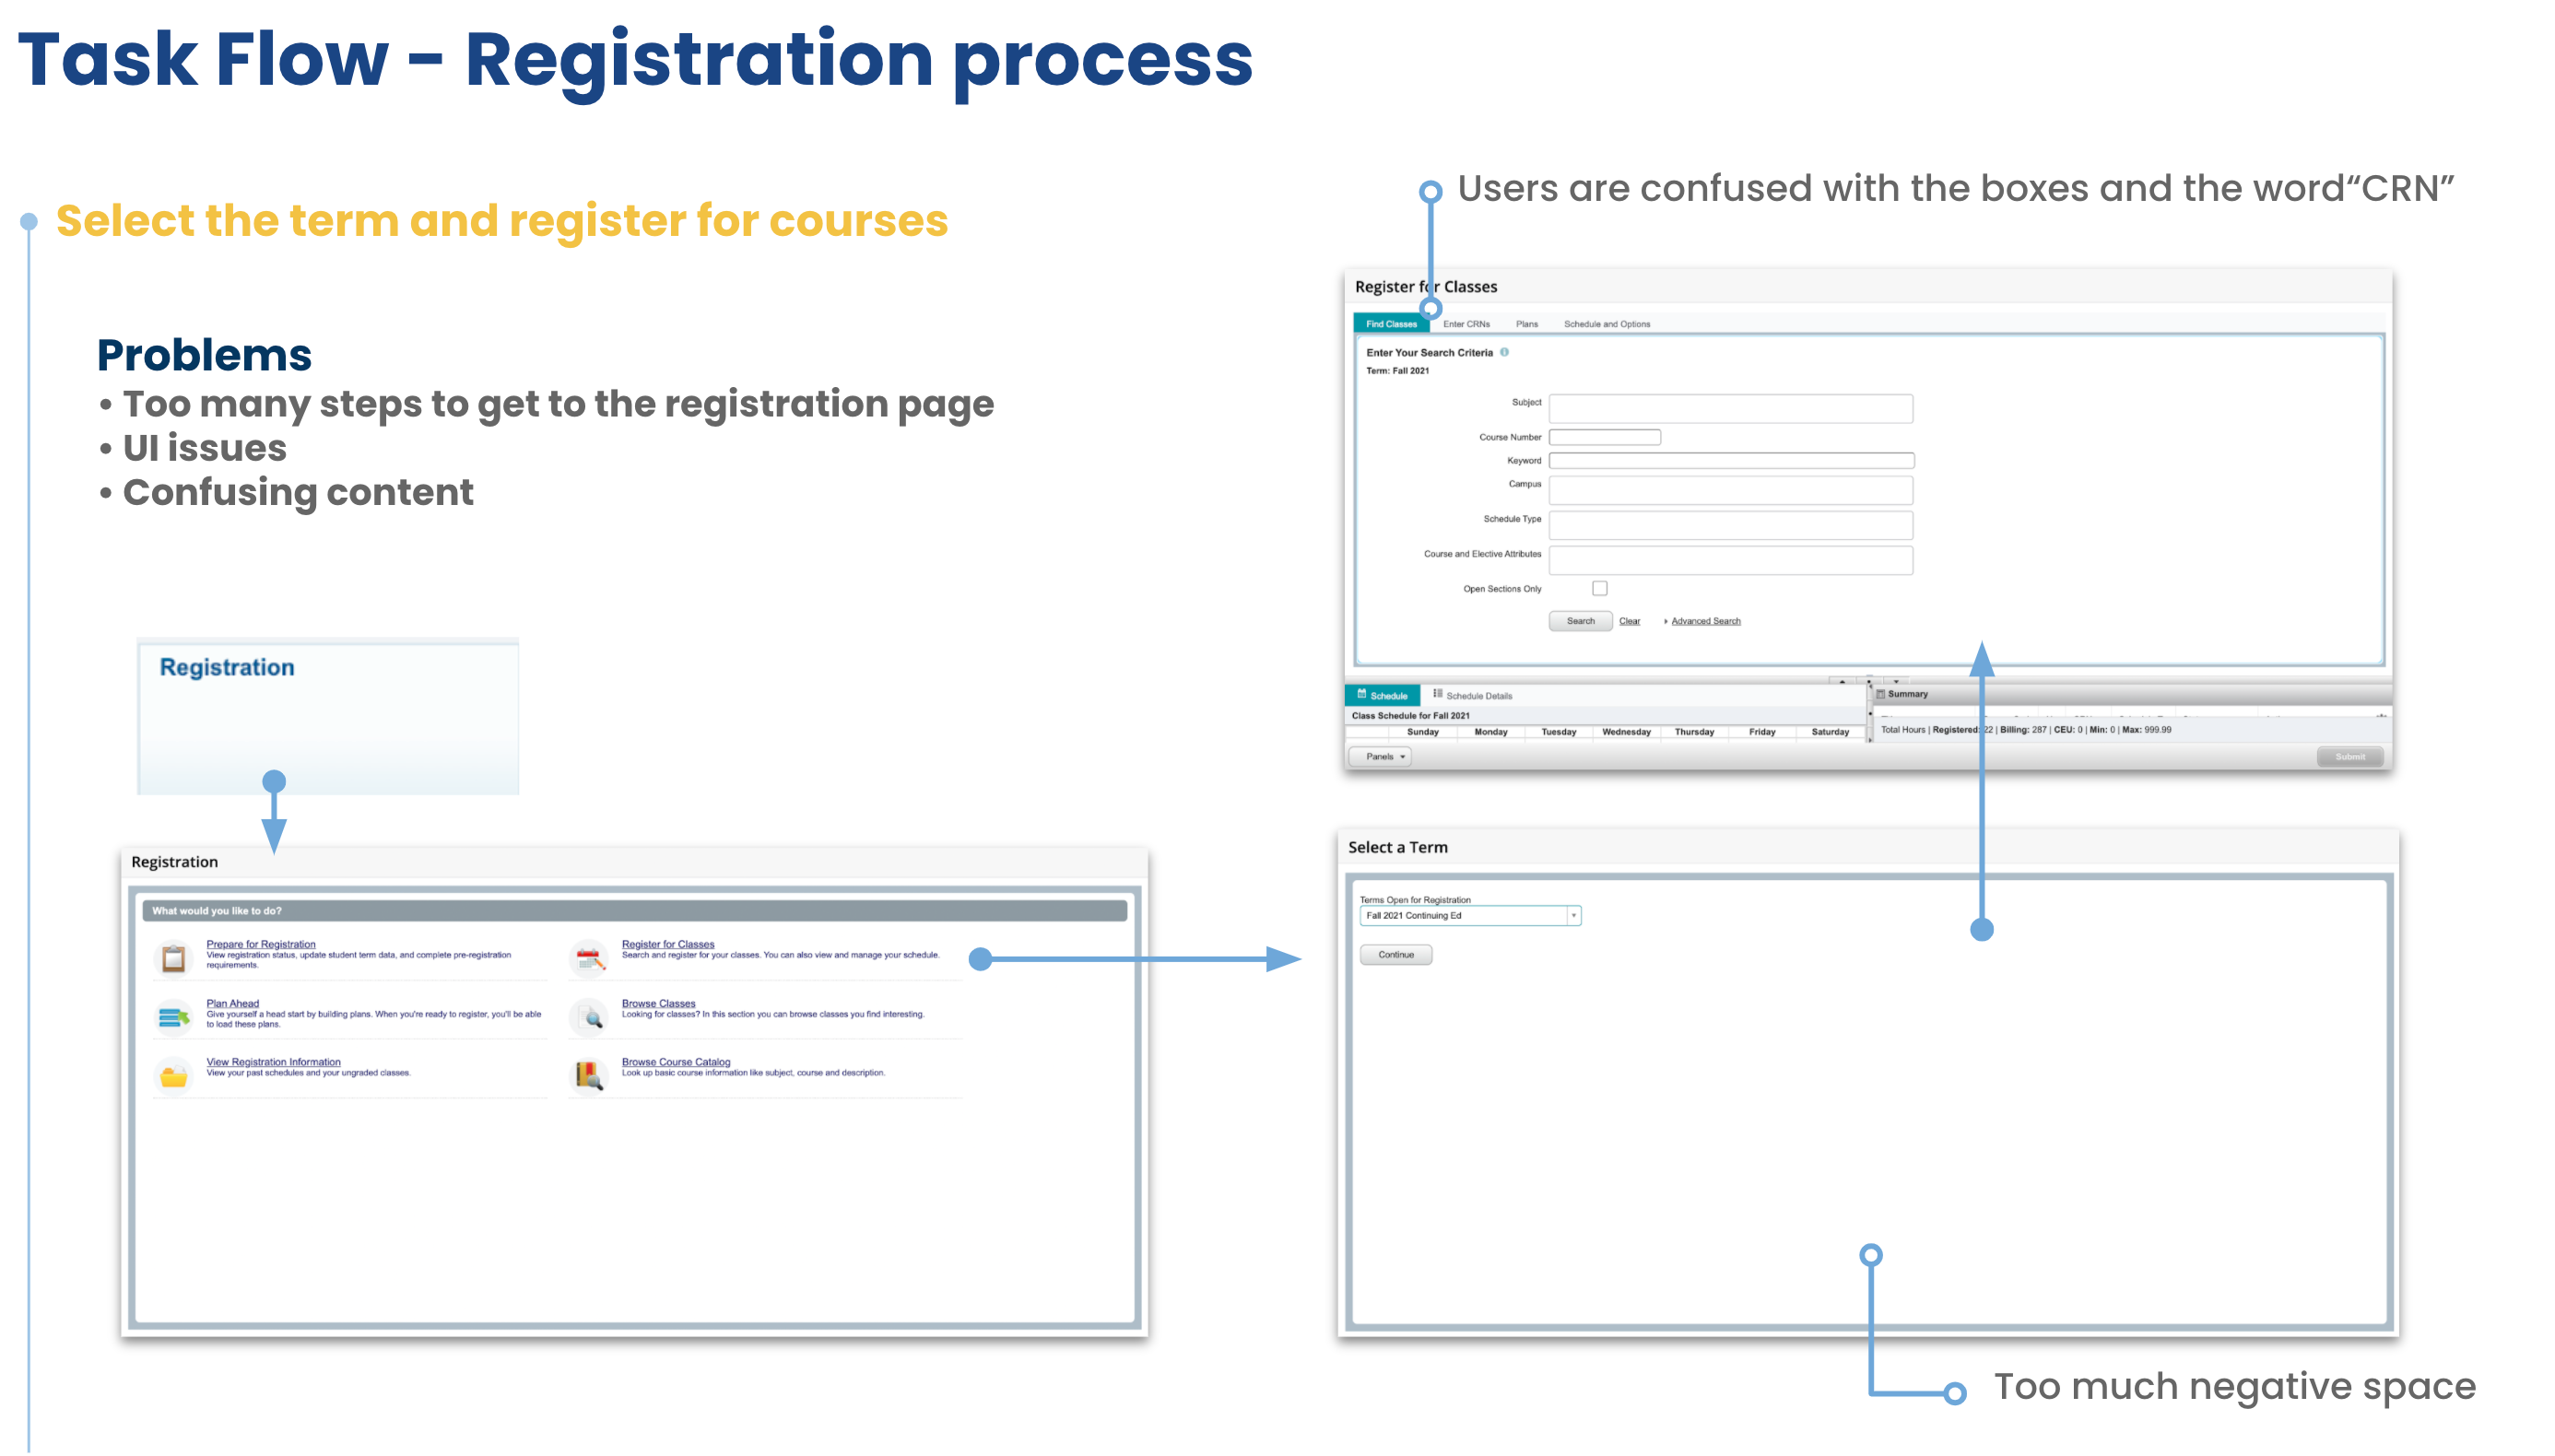 Task Flow - Registration process
Select the term and register for courses
Problems
• Too many steps to get to the registration page
• UI issues
• Confusing content
Registration
Registration
What would you like to do?
Prepare for Registration
View registration status, update student term data, and complete pre-registration
requirements.
Register for Classes
Search and register for your classes. You can also view and manage your schedule.
Plan Ahead
Give yourself a head start by building plans. When you're ready to register, you'll be able
to load these plans.
Browse Classes
Looking for classes? In this section you can browse classes you find interesting.
View Registration Information
View your past schedules and your ungraded classes.
Browse Course Catalog
Look up basic course information like subject, course and description.
Users are confused with the boxes and the word“CRN”
Register for Classes
Find Classes Enter CRNs Plans Schedule and Options
Enter Your Search Criteria
Term: Fall 2021
Subject
Course Number
Keyword
Campus
Schedule Type
Course and Elective Attributes
Open Sections Only
Search Clear Advanced Search
Schedule Schedule Details
Summary
Class Schedule for Fall 2021
Sunday Monday Tuesday Wednesday Thursday Friday Saturday
Total Hours | Registered: 22 | Billing: 287 | CEU: 0 | Min: 0 | Max: 999.99
Panels
Submit
Select a Term
Terms Open for Registration
Fall 2021 Continuing Ed
Continue
Too much negative space